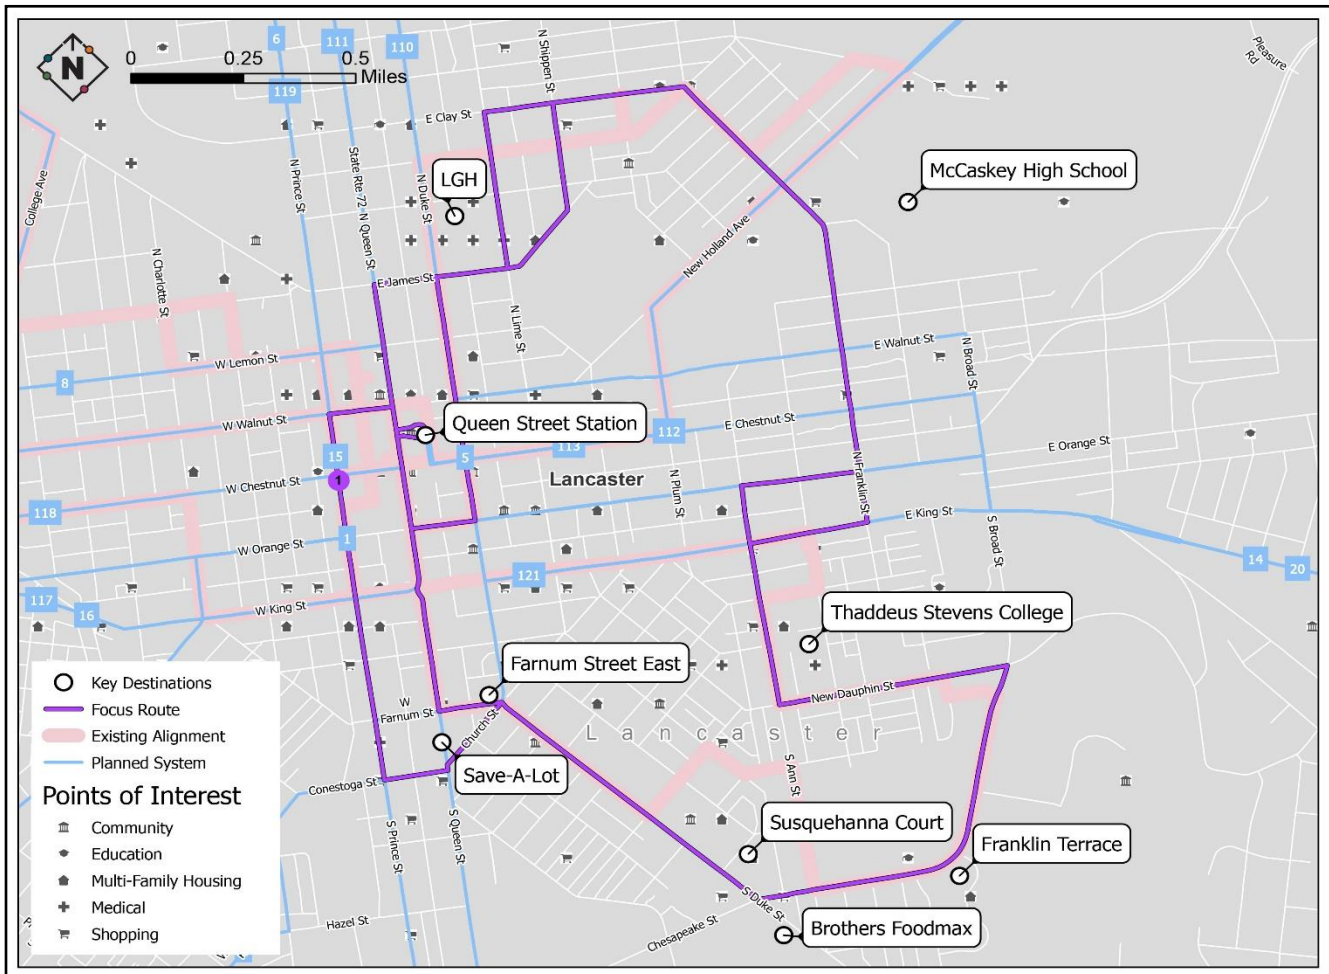 N
0
0.25
0.5
Miles
6
111
110
119
N Shippen St
Pleasure
Rd
E Clay St
College Ave
N Prince St
State Rte 72
N Queen St
N Duke St
LGH
McCaskey High School
New Holland Ave
N Charlotte St
E James St
N Lime St
W Lemon St
8
E Walnut St
N Broad St
W Walnut St
Queen Street Station
E Chestnut St
112
113
15
5
E Orange St
W Chestnut St
1
Lancaster
N Plum St
N Franklin St
118
E King St
S Broad St
W Orange St
1
14
20
121
117
16
W King St
Thaddeus Stevens College
Farnum Street East
New Dauphin St
W
Farnum St
Church St
Lancaster
Save-A-Lot
Conestoga St
S Ann St
S Prince St
S Queen St
Susquehanna Court
Franklin Terrace
S Duke St
Chesapeake St
Brothers Foodmax
Hazel St
Key Destinations
Focus Route
Existing Alignment
Planned System
Points of Interest
Community
Education
Multi-Family Housing
Medical
Shopping